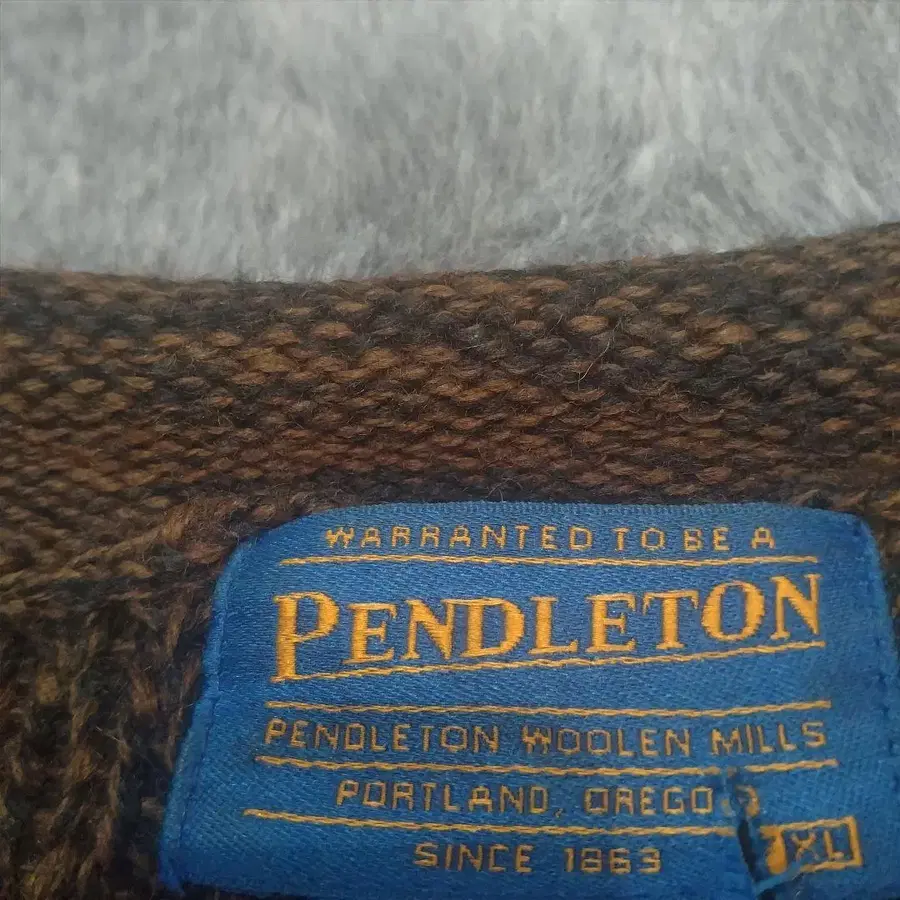 WARRANTED TO BE A
PENDLETON
PENDLETON WOOLEN MILLS
PORTLAND, OREGO
SINCE 1863
XL